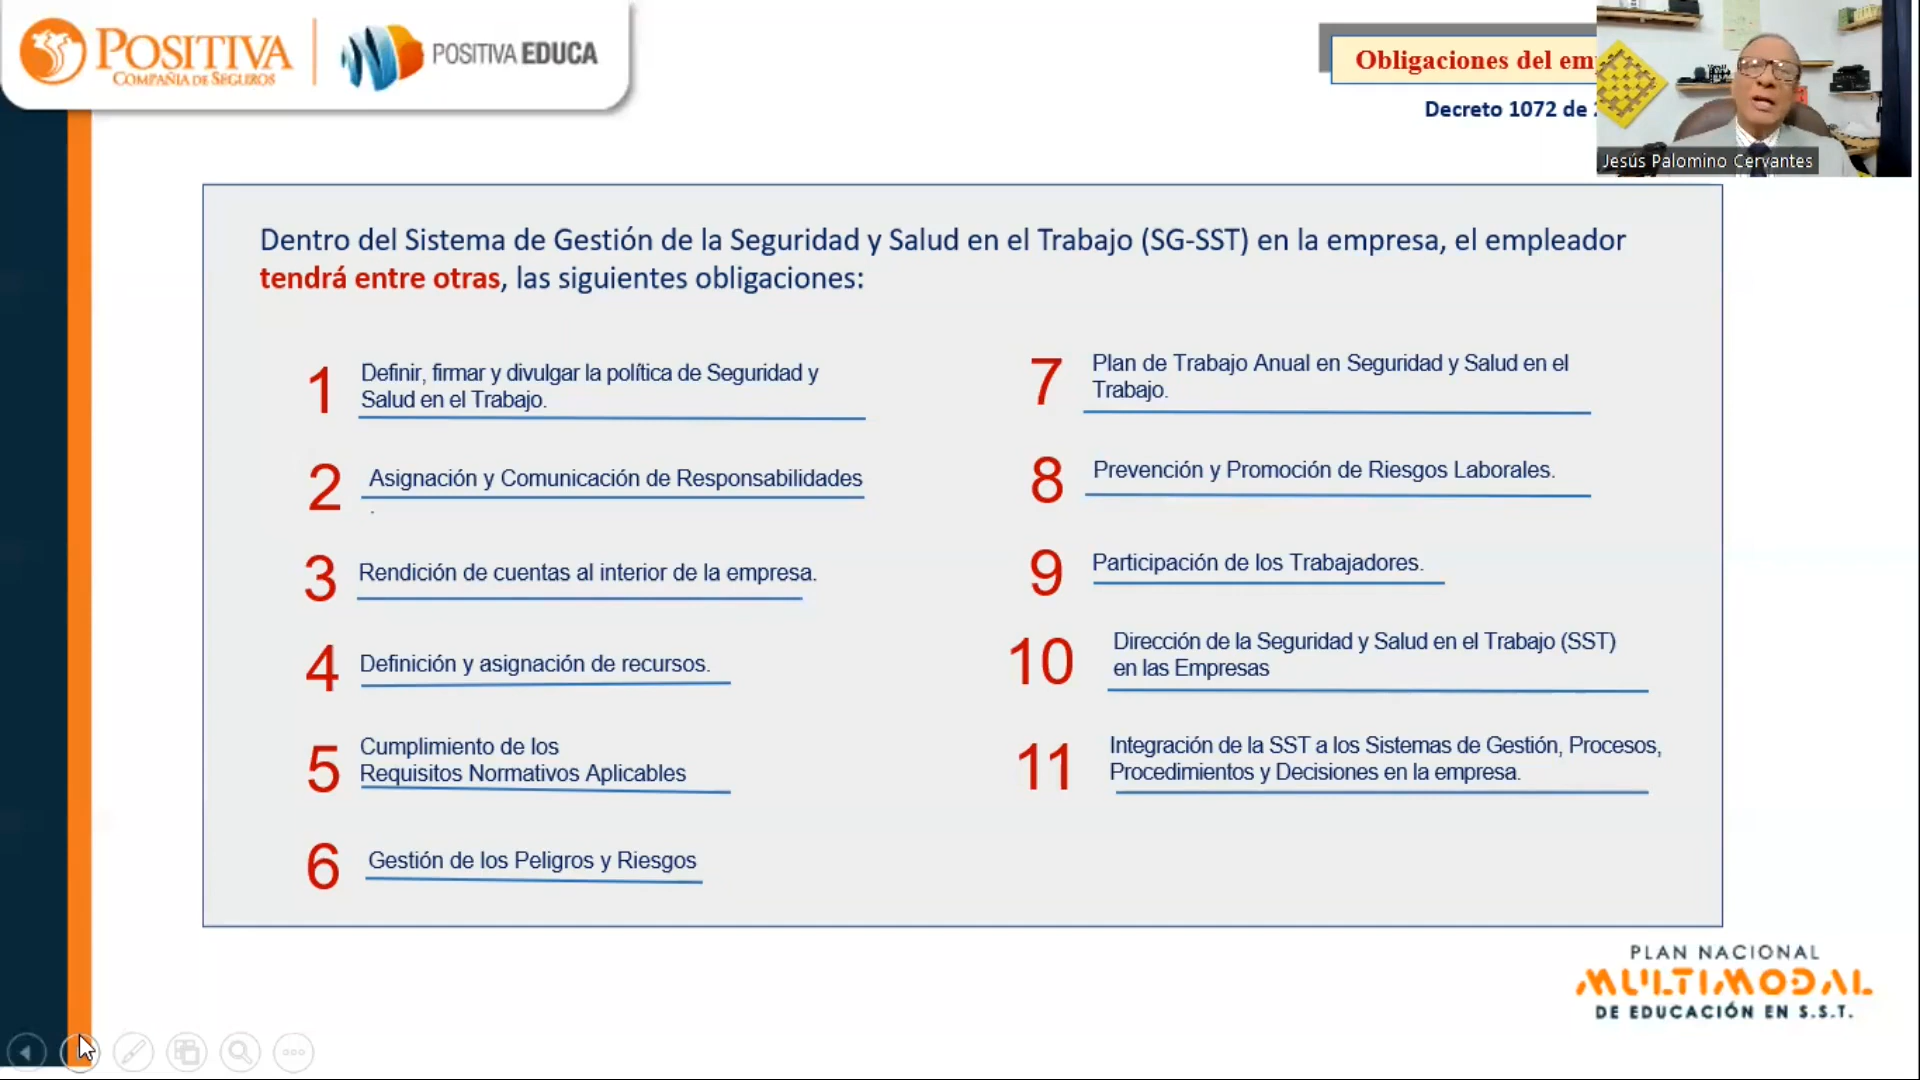 POSITIVA
COMPAÑÍA DE SEGUROS
POSITIVA EDUCA
Obligaciones del em
Decreto 1072 de
Jesús Palomino Cervantes
Dentro del Sistema de Gestión de la Seguridad y Salud en el Trabajo (SG-SST) en la empresa, el empleador
tendrá entre otras, las siguientes obligaciones:
1 Definir, firmar y divulgar la política de Seguridad y
Salud en el Trabajo.
2 Asignación y Comunicación de Responsabilidades
.
3 Rendición de cuentas al interior de la empresa.
4 Definición y asignación de recursos.
5 Cumplimiento de los
Requisitos Normativos Aplicables
6 Gestión de los Peligros y Riesgos
7 Plan de Trabajo Anual en Seguridad y Salud en el
Trabajo.
8 Prevención y Promoción de Riesgos Laborales.
9 Participación de los Trabajadores.
10 Dirección de la Seguridad y Salud en el Trabajo (SST)
en las Empresas
11 Integración de la SST a los Sistemas de Gestión, Procesos,
Procedimientos y Decisiones en la empresa.
PLAN NACIONAL
MULTIMODAL
DE EDUCACIÓN EN S.S.T.